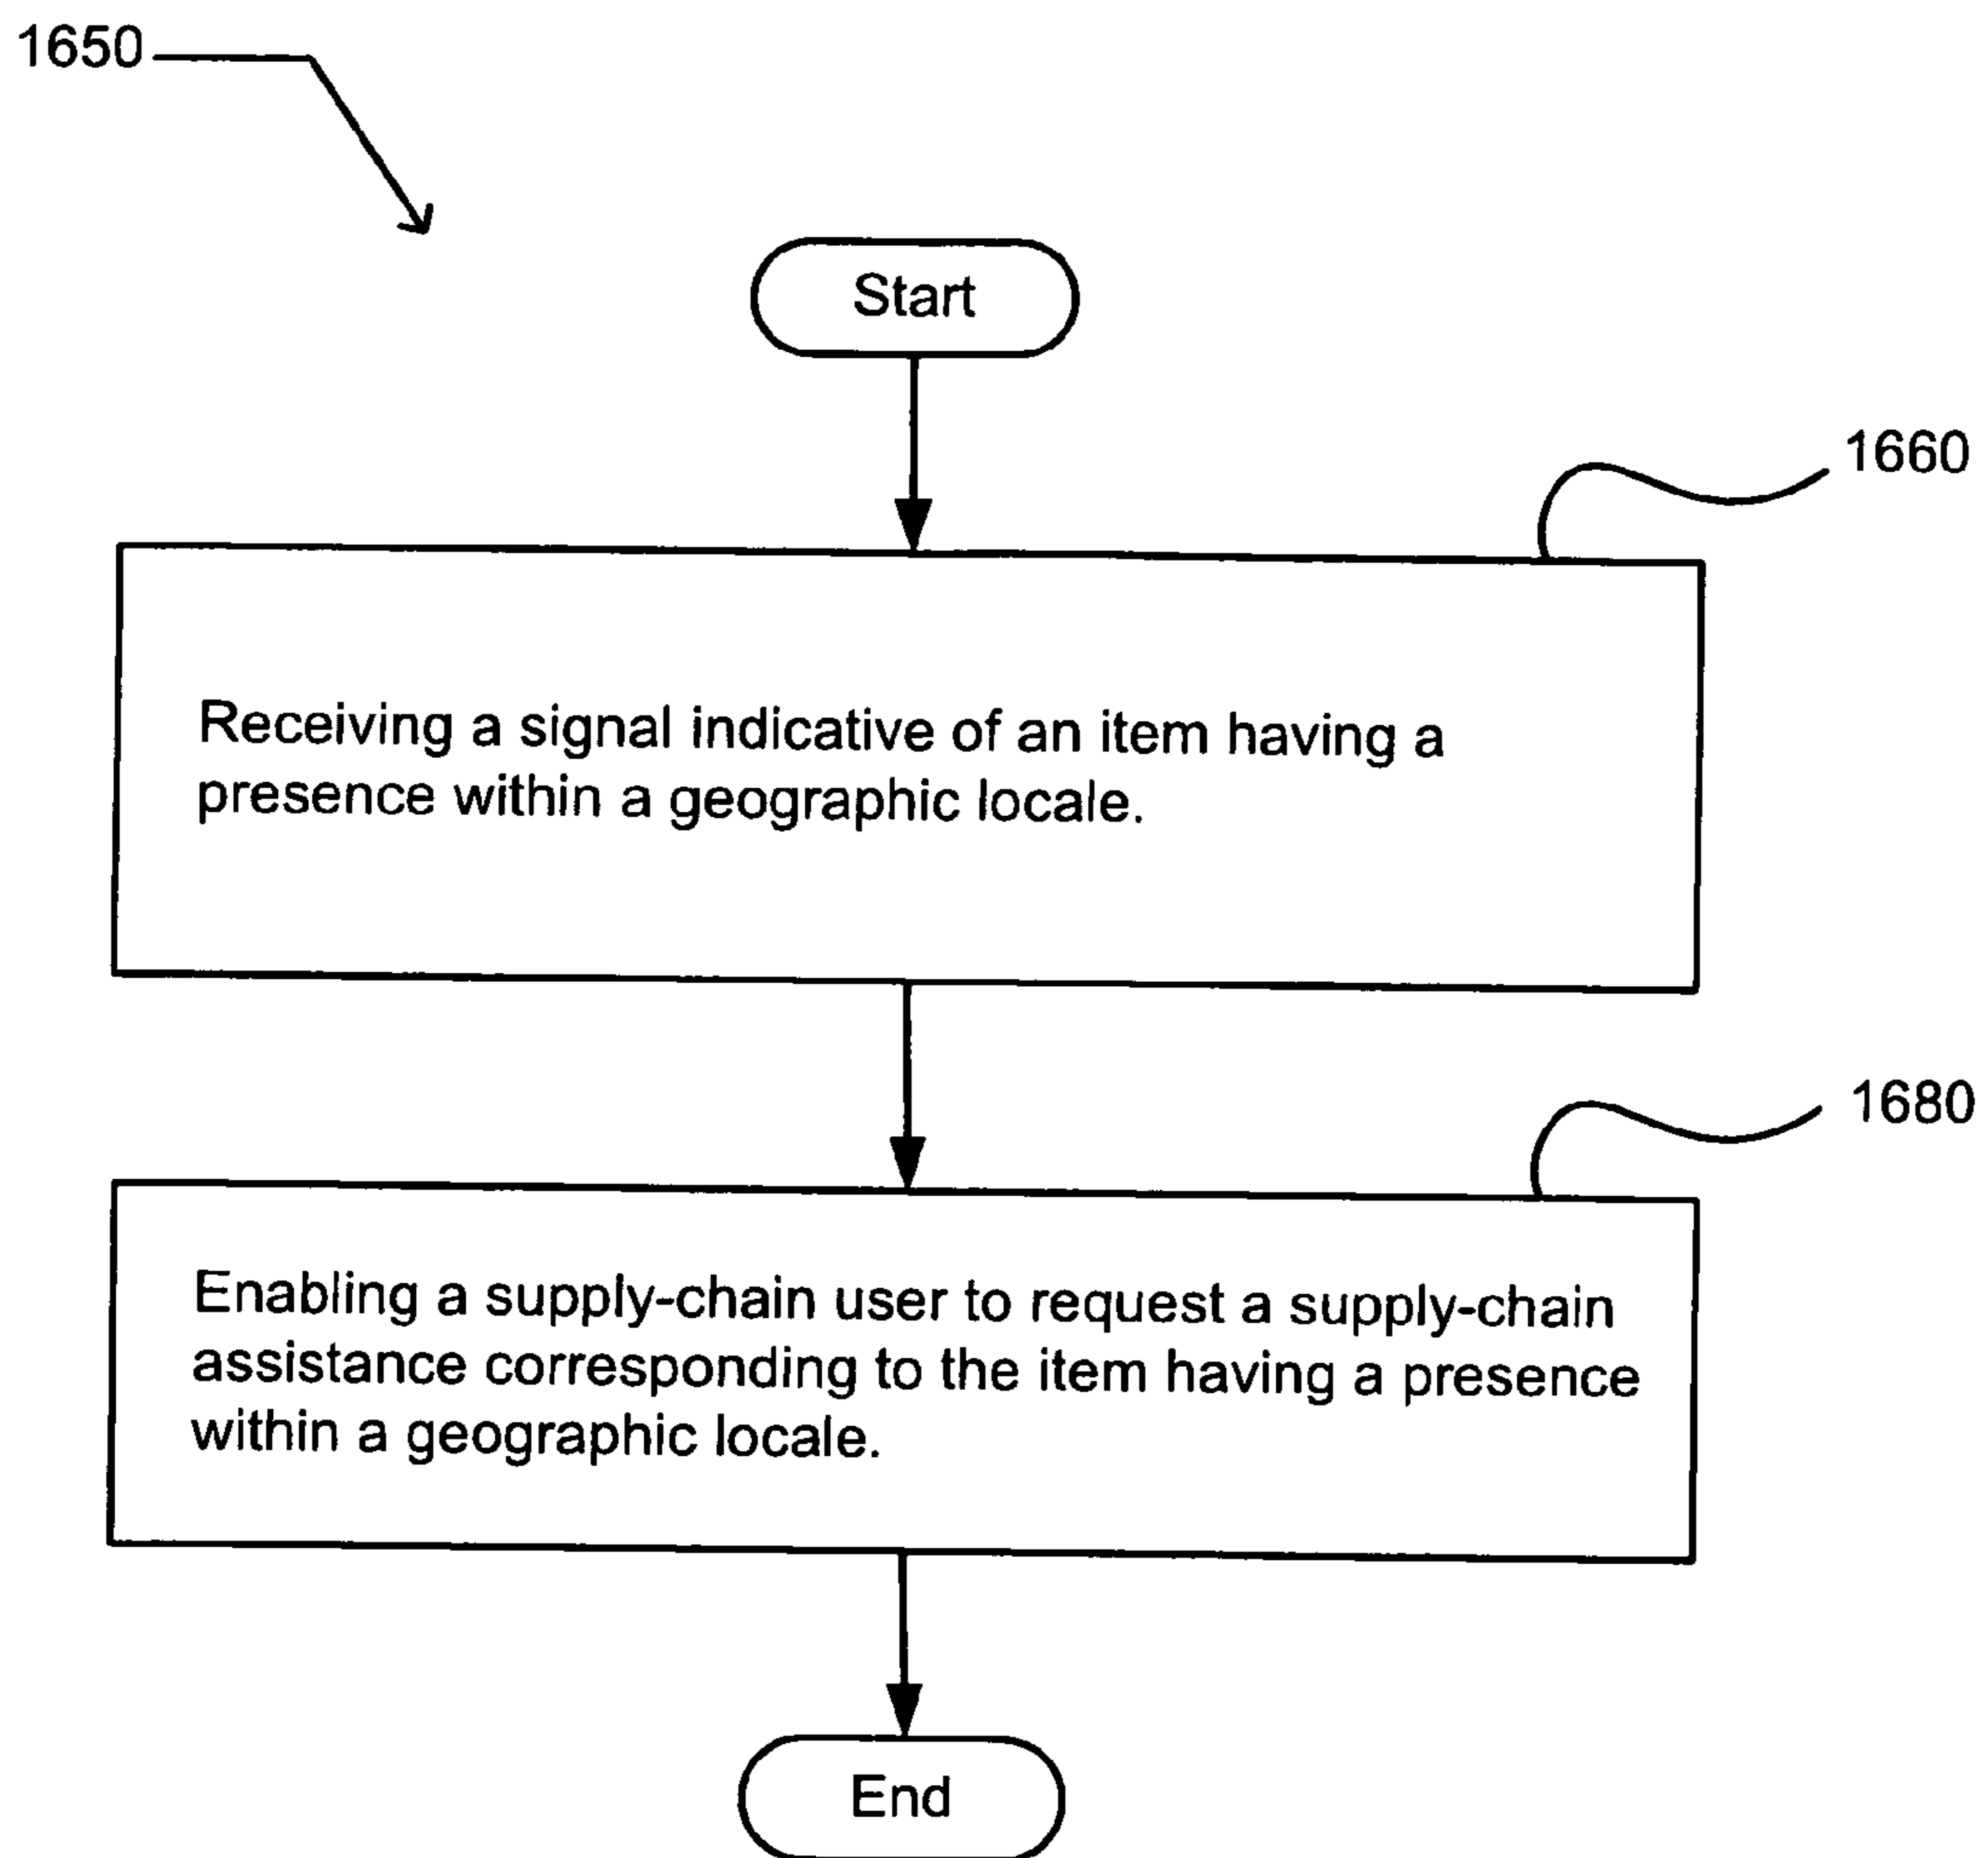 1650
Start
1660
Receiving a signal indicative of an item having a
presence within a geographic locale.
1680
Enabling a supply-chain user to request a supply-chain
assistance corresponding to the item having a presence
within a geographic locale.
End